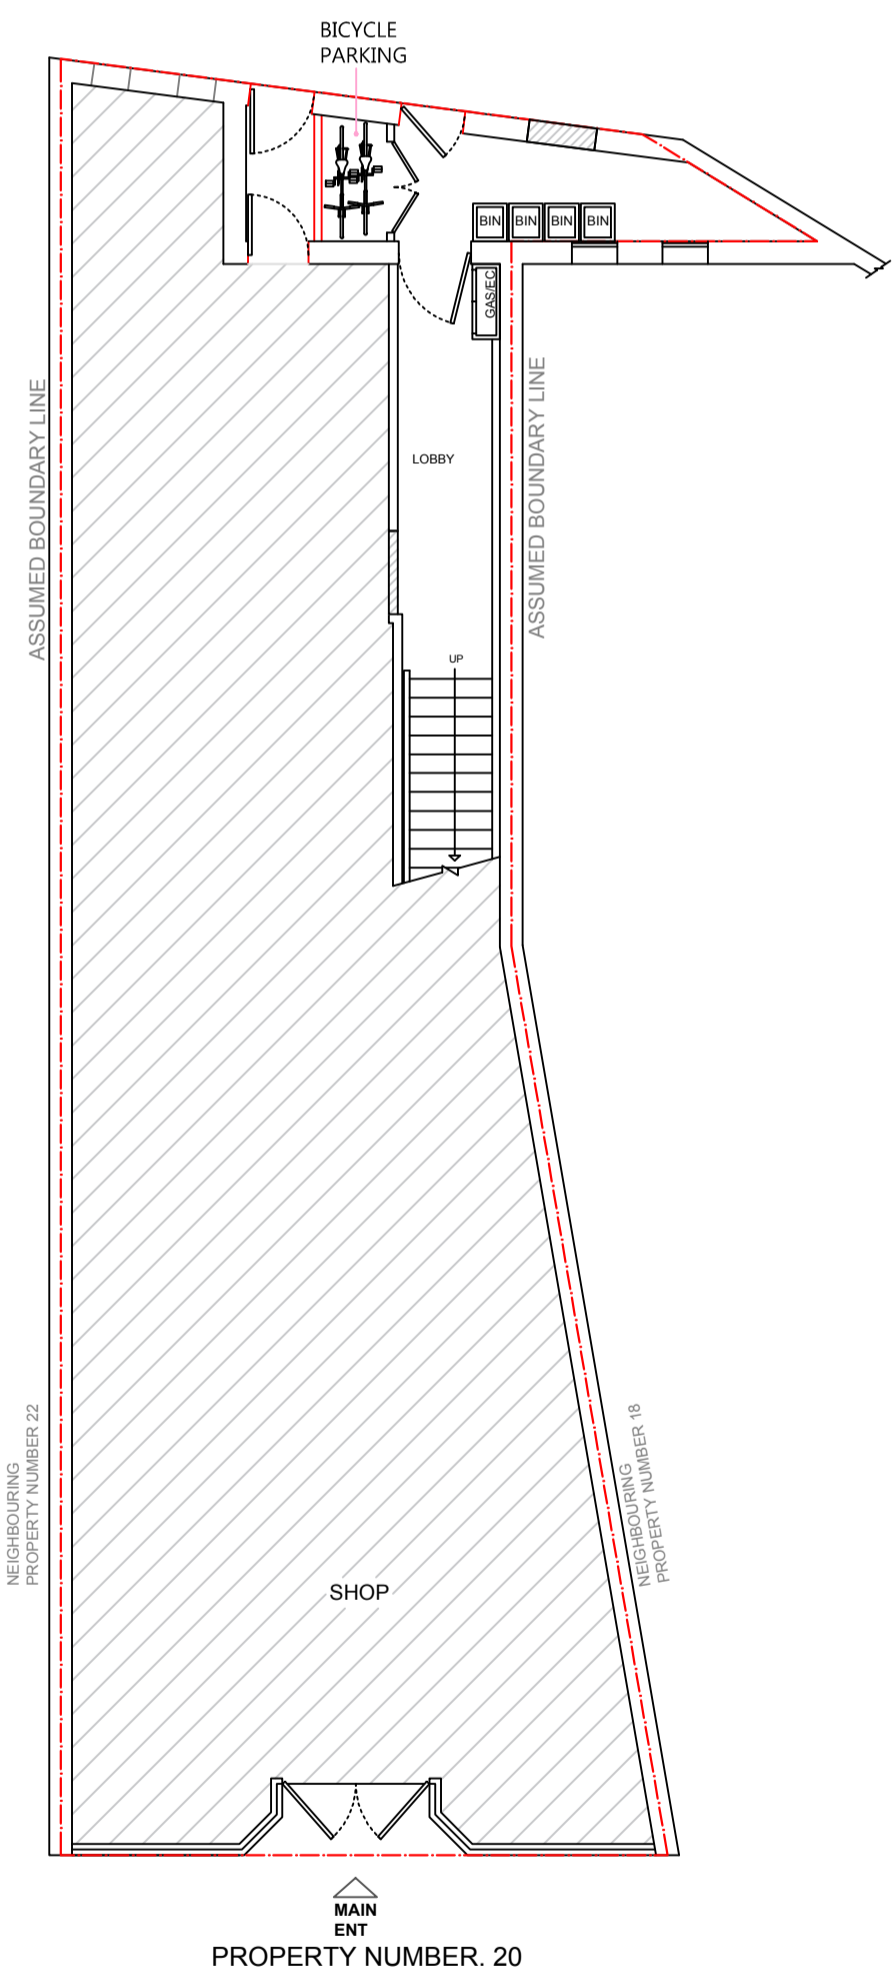 BICYCLE
PARKING
BIN
BIN
BIN
BIN
GAS/EC
ASSUMED BOUNDARY LINE
ASSUMED BOUNDARY LINE
LOBBY
UP
NEIGHBOURING
PROPERTY NUMBER 22
NEIGHBOURING
PROPERTY NUMBER 18
SHOP
MAIN
ENT
PROPERTY NUMBER. 20